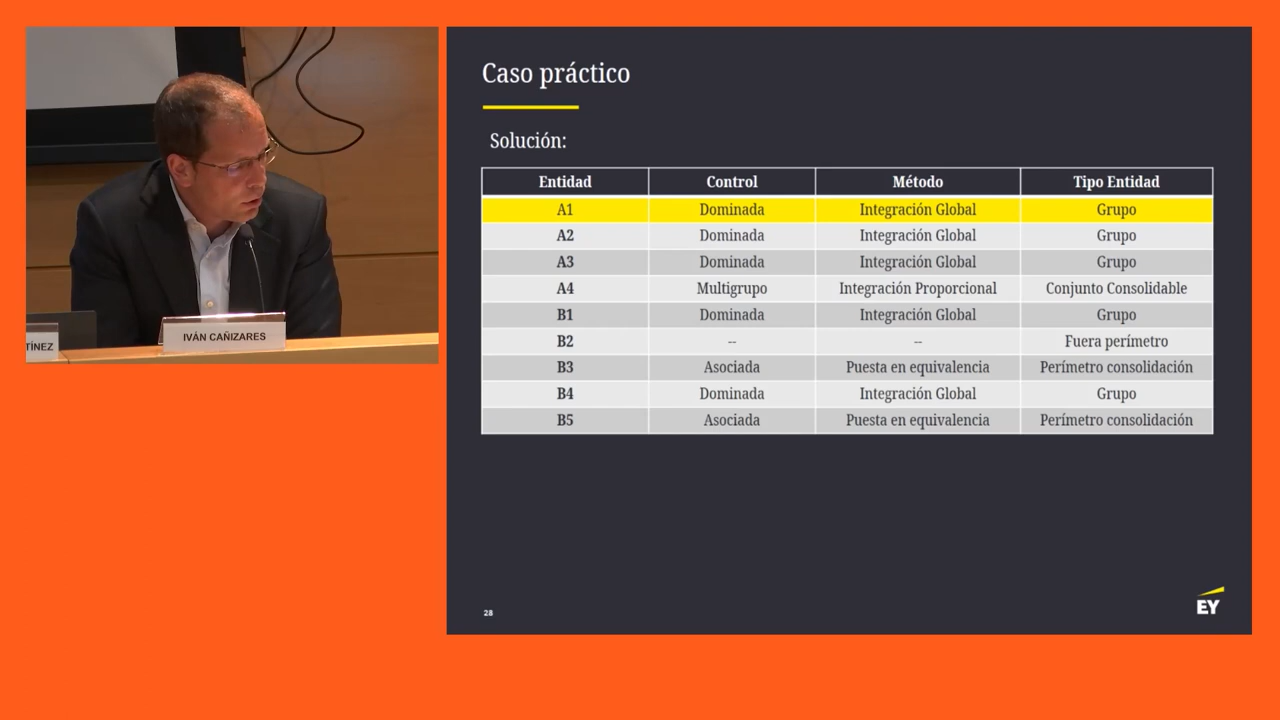 TÍNEZ
IVÁN CAÑIZARES
Caso práctico
Solución:
Entidad Control Método Tipo Entidad
A1 Dominada Integración Global Grupo
A2 Dominada Integración Global Grupo
A3 Dominada Integración Global Grupo
A4 Multigrupo Integración Proporcional Conjunto Consolidable
B1 Dominada Integración Global Grupo
B2 -- -- Fuera perímetro
B3 Asociada Puesta en equivalencia Perímetro consolidación
B4 Dominada Integración Global Grupo
B5 Asociada Puesta en equivalencia Perímetro consolidación
28
EY